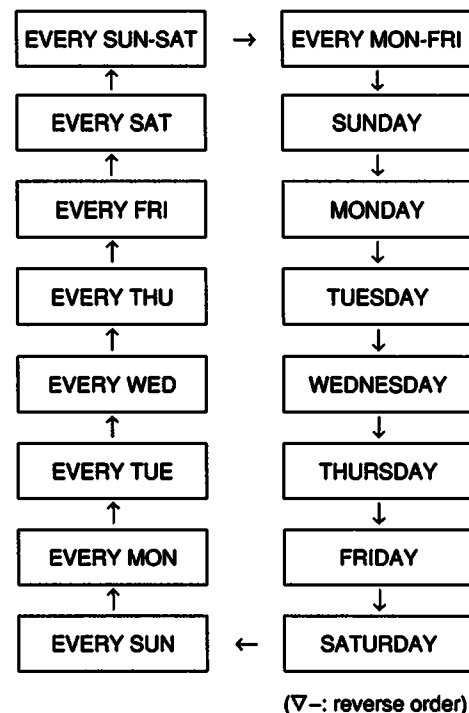 EVERY SUN-SAT → EVERY MON-FRI
↑ ↓
EVERY SAT SUNDAY
↑ ↓
EVERY FRI MONDAY
↑ ↓
EVERY THU TUESDAY
↑ ↓
EVERY WED WEDNESDAY
↑ ↓
EVERY TUE THURSDAY
↑ ↓
EVERY MON FRIDAY
↑ ↓
EVERY SUN ← SATURDAY
(∇−: reverse order)